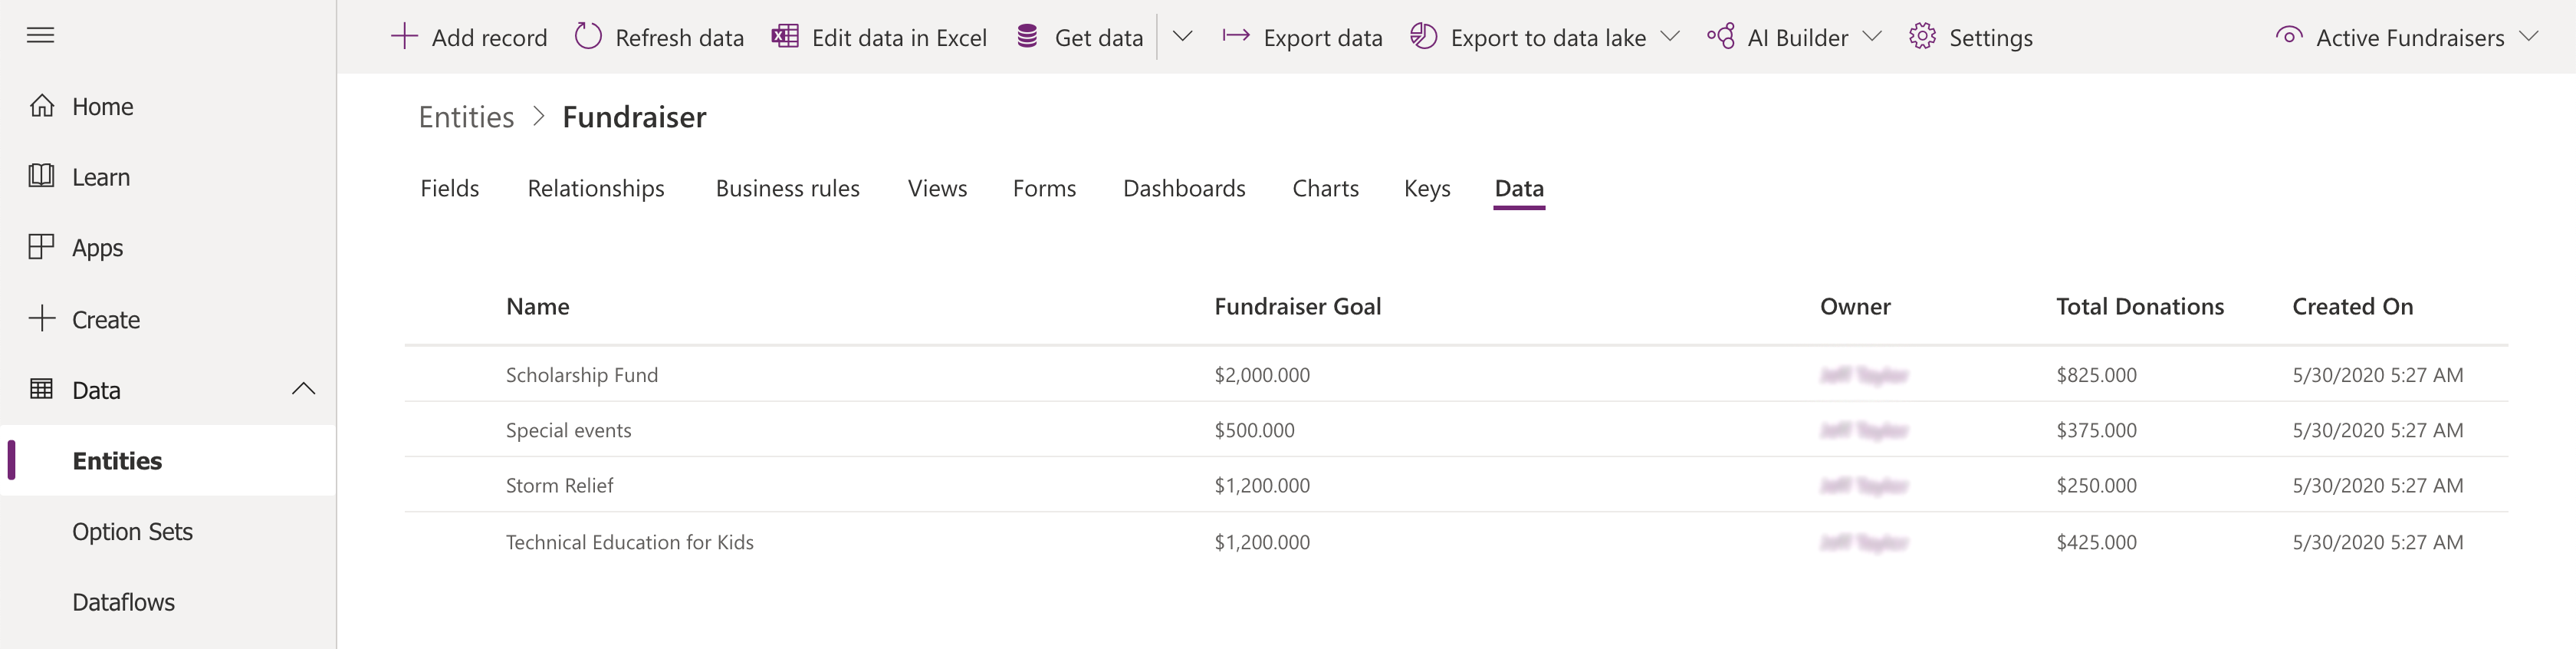 Add record Refresh data Edit data in Excel Get data Export data Export to data lake AI Builder Settings Active Fundraisers
Home
Learn
Apps
Create
Data
Entities
Option Sets
Dataflows
Entities > Fundraiser
Fields Relationships Business rules Views Forms Dashboards Charts Keys Data
Name Fundraiser Goal Owner Total Donations Created On
Scholarship Fund $2,000.000 $825.000 5/30/2020 5:27 AM
Special events $500.000 $375.000 5/30/2020 5:27 AM
Storm Relief $1,200.000 $250.000 5/30/2020 5:27 AM
Technical Education for Kids $1,200.000 $425.000 5/30/2020 5:27 AM